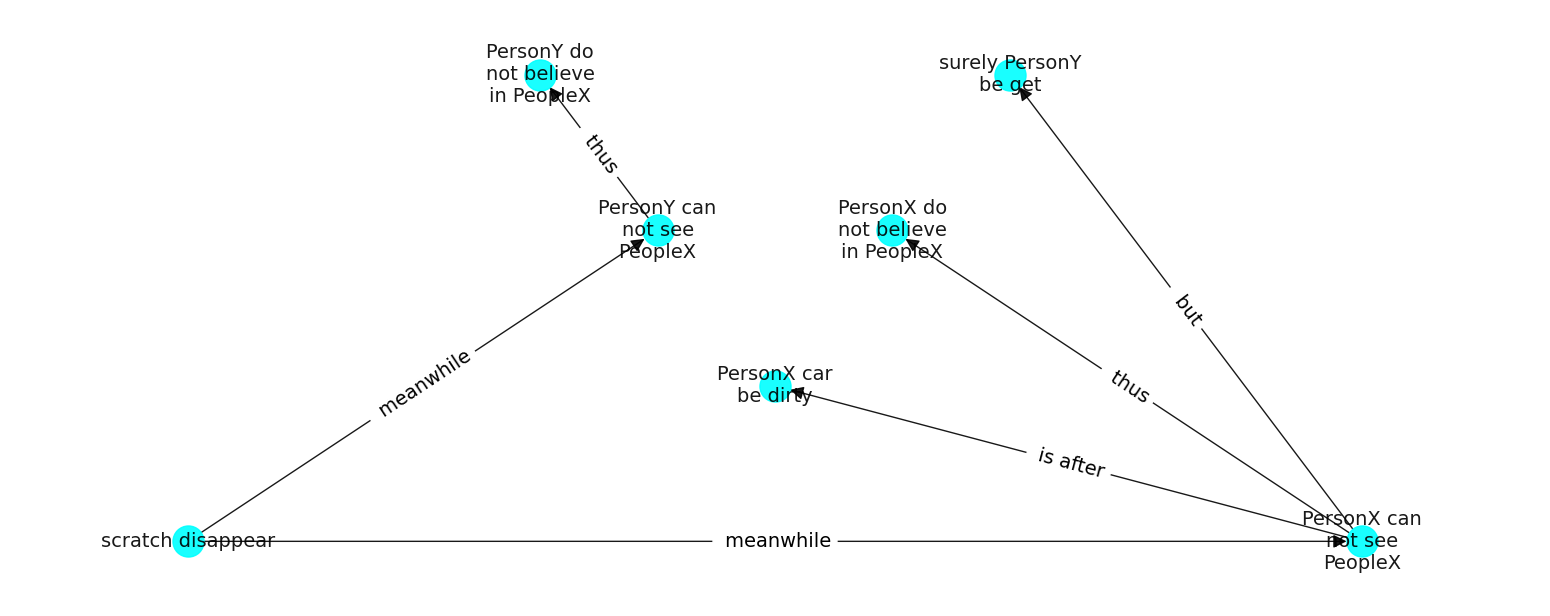 PersonY do
not believe
in PeopleX
surely PersonY
be get
thus
PersonY can
not see
PeopleX
PersonX do
not believe
in PeopleX
but
meanwhile
PersonX car
be dirty
thus
is after
scratch disappear
meanwhile
PersonX can
not see
PeopleX